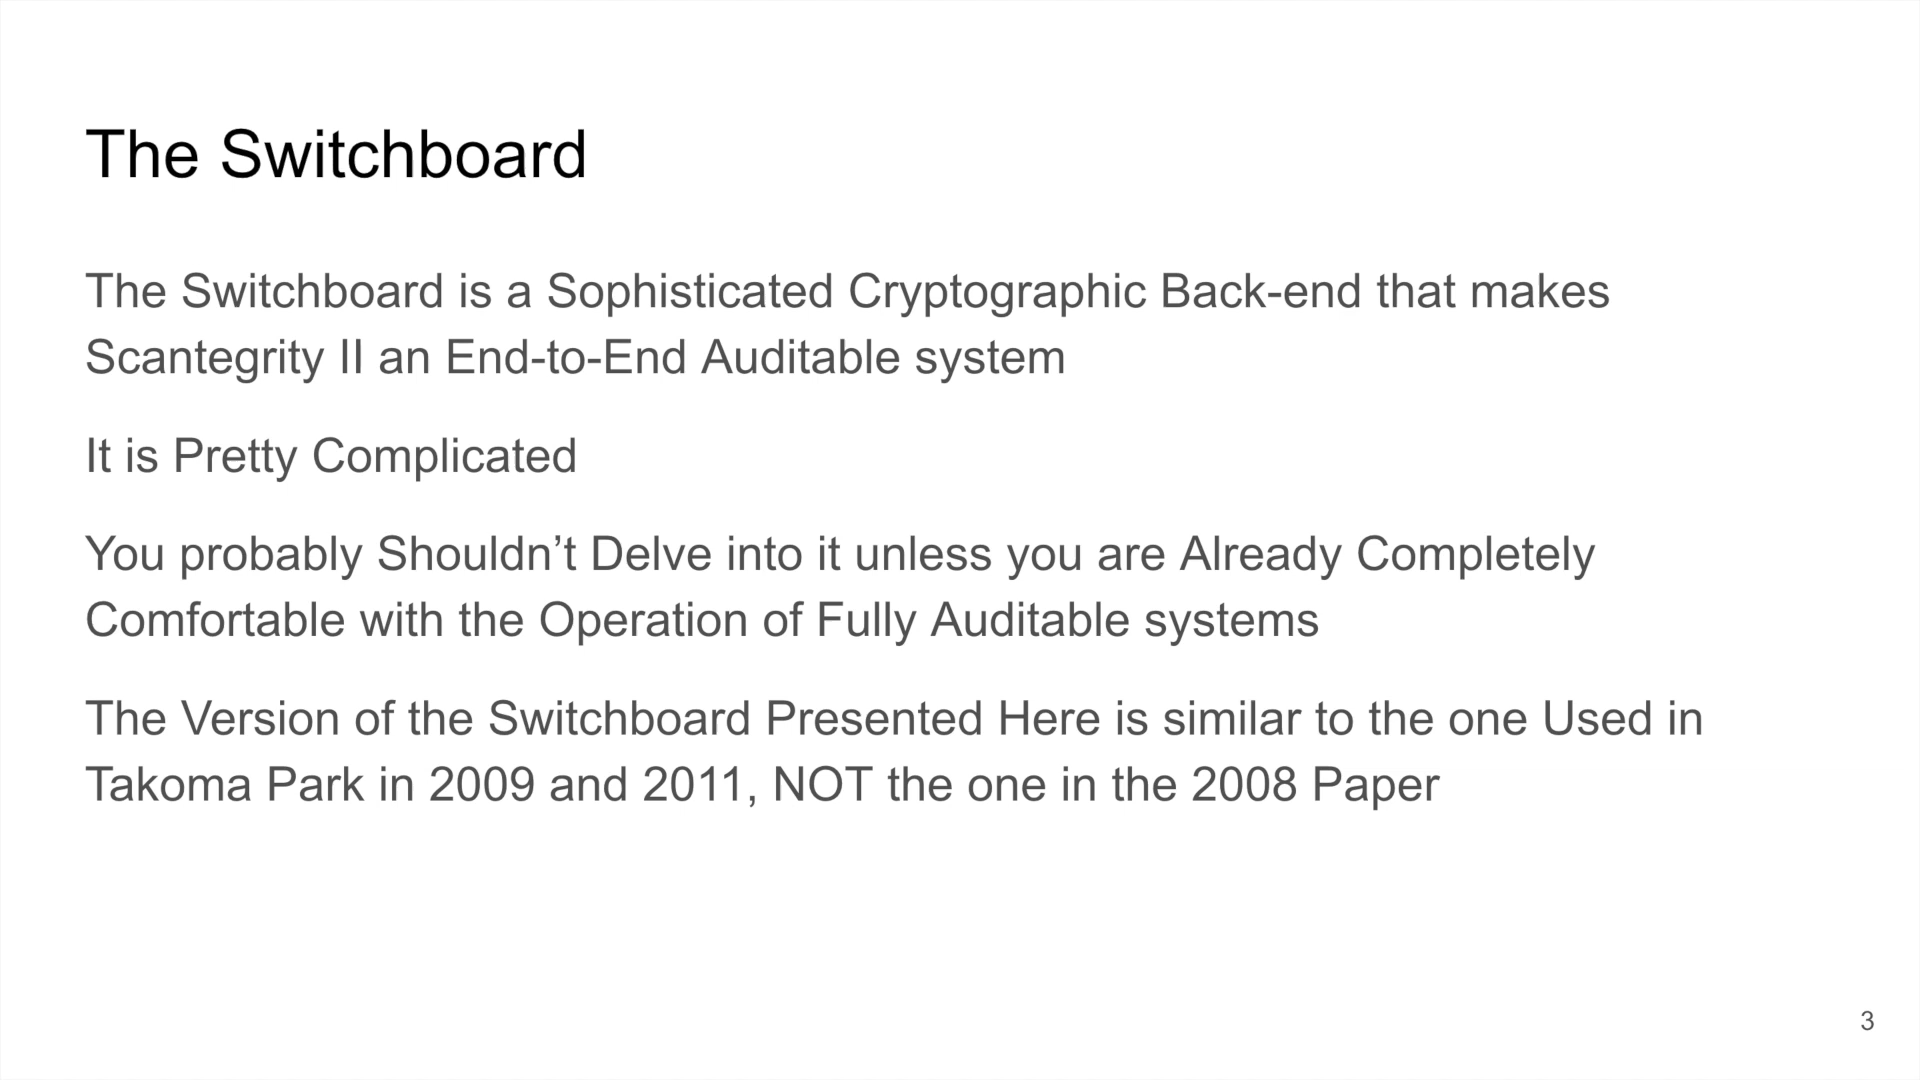 The Switchboard
The Switchboard is a Sophisticated Cryptographic Back-end that makes
Scantegrity II an End-to-End Auditable system
It is Pretty Complicated
You probably Shouldn’t Delve into it unless you are Already Completely
Comfortable with the Operation of Fully Auditable systems
The Version of the Switchboard Presented Here is similar to the one Used in
Takoma Park in 2009 and 2011, NOT the one in the 2008 Paper
3